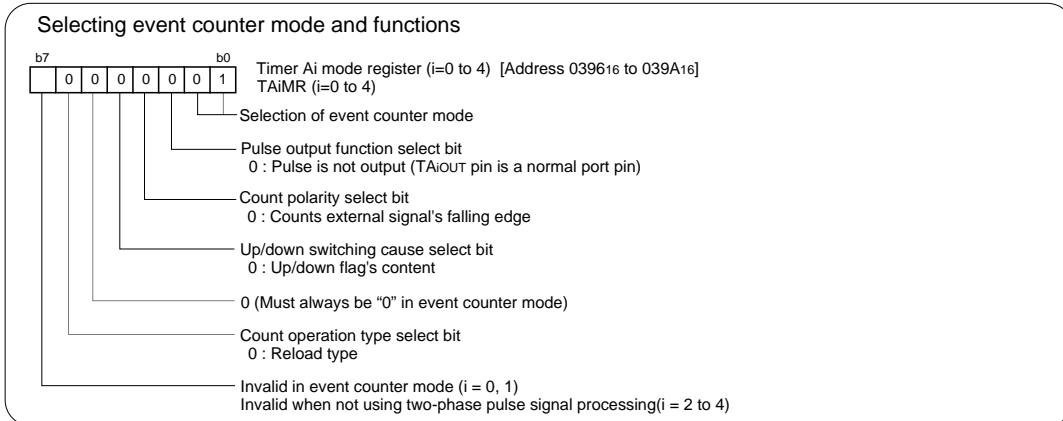 Selecting event counter mode and functions
b7 b0
0 0 0 0 0 0 1
Timer Ai mode register (i=0 to 4) [Address 039616 to 039A16]
TAiMR (i=0 to 4)
Selection of event counter mode
Pulse output function select bit
0 : Pulse is not output (TAiOUT pin is a normal port pin)
Count polarity select bit
0 : Counts external signal's falling edge
Up/down switching cause select bit
0 : Up/down flag's content
0 (Must always be “0” in event counter mode)
Count operation type select bit
0 : Reload type
Invalid in event counter mode (i = 0, 1)
Invalid when not using two-phase pulse signal processing(i = 2 to 4)